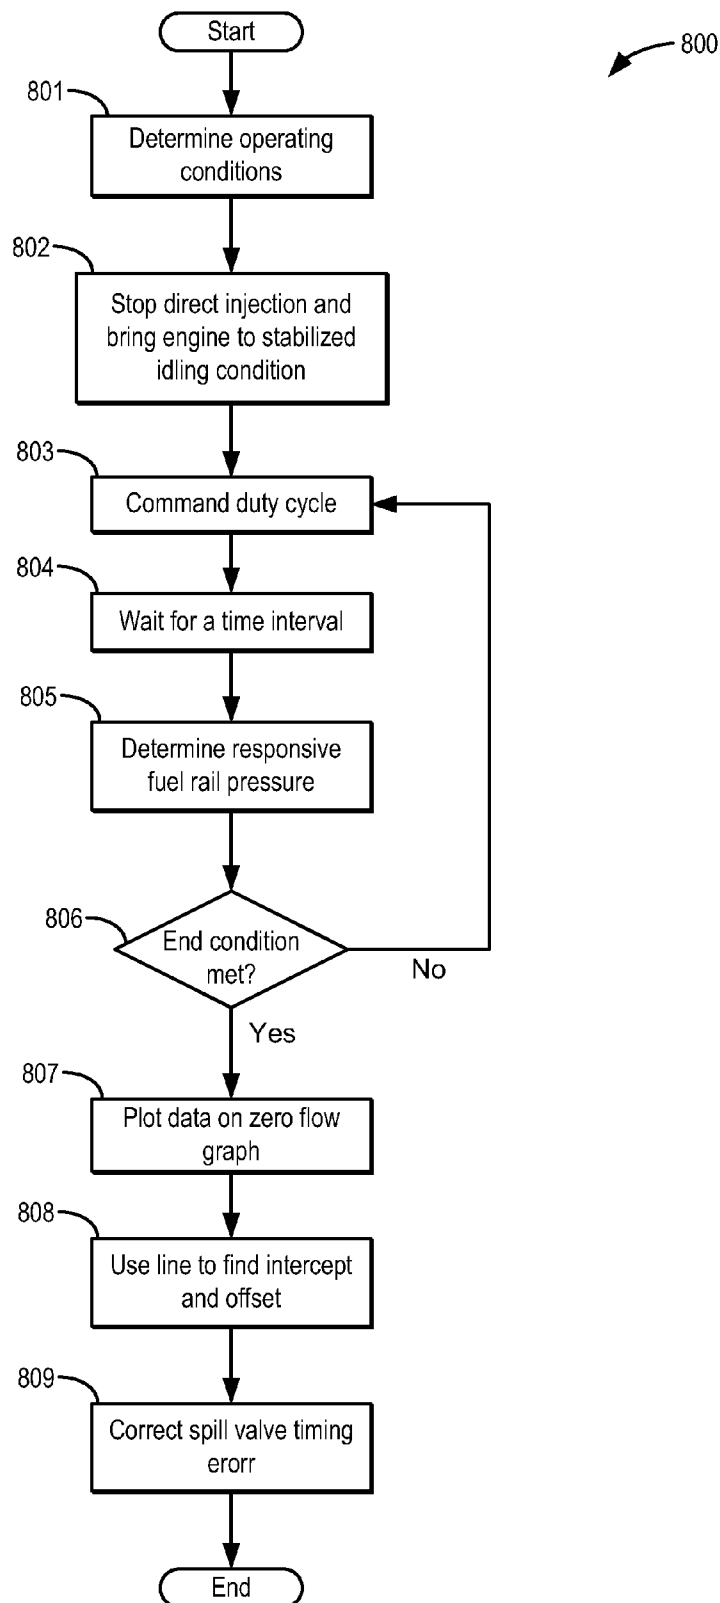 Start
800
801
Determine operating
conditions
802
Stop direct injection and
bring engine to stabilized
idling condition
803
Command duty cycle
804
Wait for a time interval
805
Determine responsive
fuel rail pressure
806
End condition
met?
No
Yes
807
Plot data on zero flow
graph
808
Use line to find intercept
and offset
809
Correct spill valve timing
erorr
End